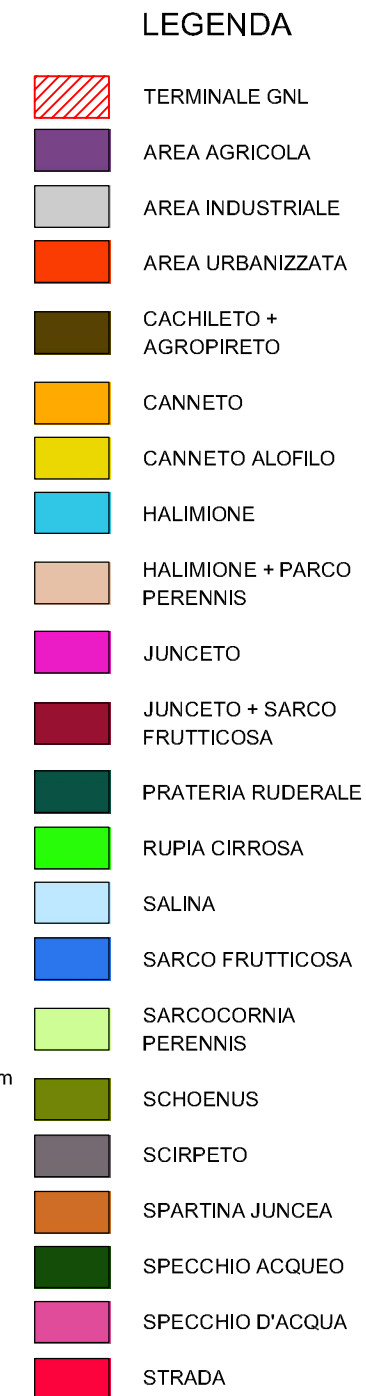 LEGENDA
TERMINALE GNL
AREA AGRICOLA
AREA INDUSTRIALE
AREA URBANIZZATA
CACHILETO +
AGROPIRETO
CANNETO
CANNETO ALOFILO
HALIMIONE
HALIMIONE + PARCO
PERENNIS
JUNCETO
JUNCETO + SARCO
FRUTTICOSA
PRATERIA RUDERALE
RUPIA CIRROSA
SALINA
SARCO FRUTTICOSA
SARCOCORNIA
PERENNIS
m
SCHOENUS
SCIRPETO
SPARTINA JUNCEA
SPECCHIO ACQUEO
SPECCHIO D'ACQUA
STRADA